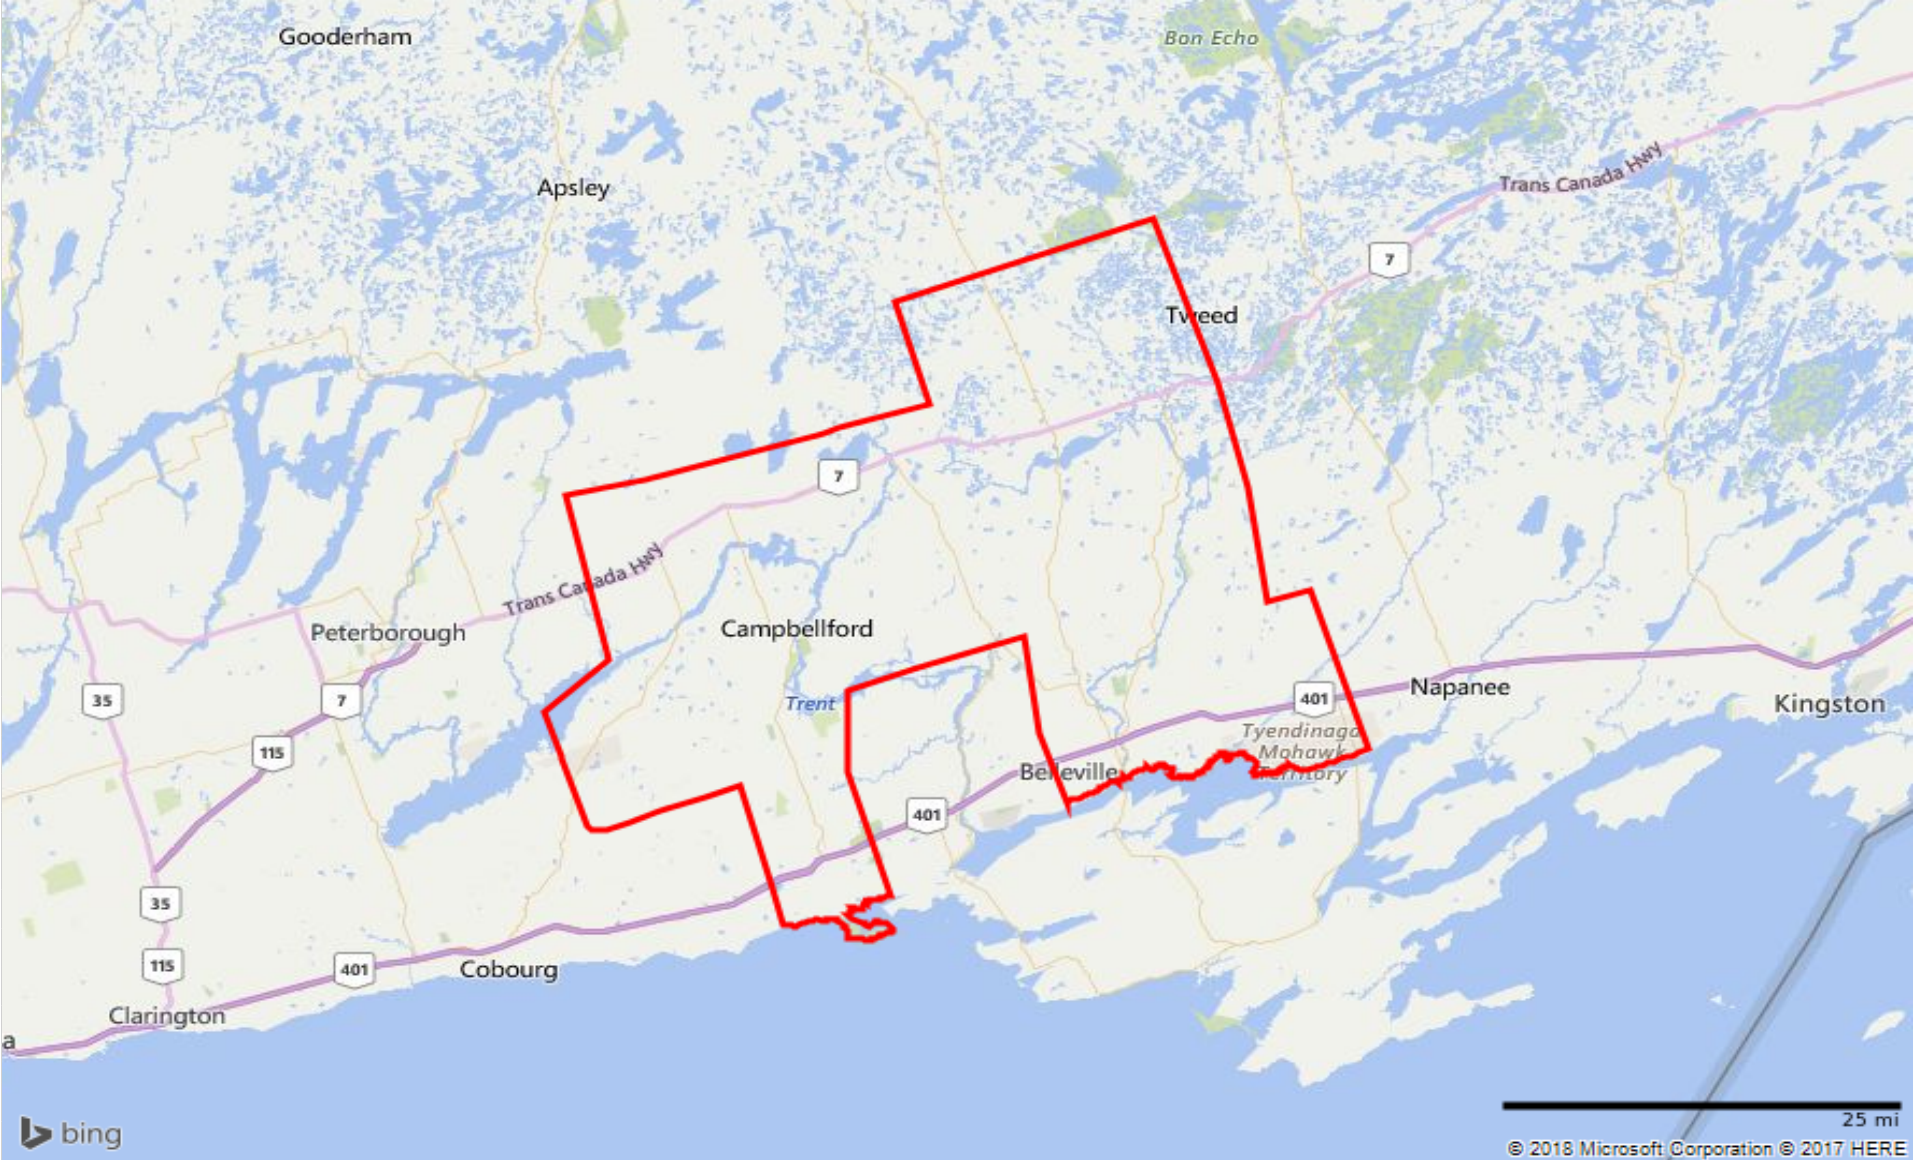 Gooderham
Bon Echo
Trans Canada Hwy
Apsley
7
Tweed
7
Trans Canada Hwy
Peterborough
Campbellford
Napanee
35
7
Trent
401
Kingston
Tyendinaga
Mohawk
Territory
115
Belleville
401
35
115
401
Cobourg
Clarington
a
25 mi
bing
© 2018 Microsoft Corporation © 2017 HERE